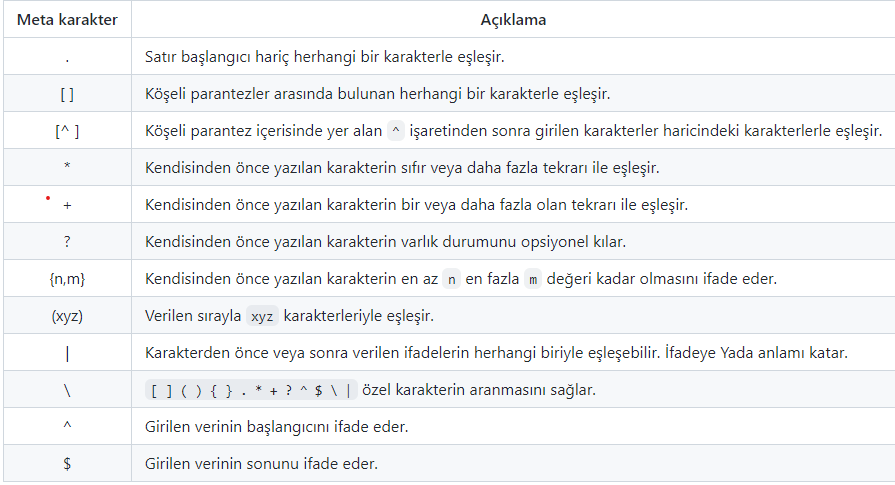 Meta karakter Açıklama
. Satır başlangıcı hariç herhangi bir karakterle eşleşir.
[ ] Köşeli parantezler arasında bulunan herhangi bir karakterle eşleşir.
[^ ] Köşeli parantez içerisinde yer alan ^ işaretinden sonra girilen karakterler haricindeki karakterlerle eşleşir.
* Kendisinden önce yazılan karakterin sıfır veya daha fazla tekrarı ile eşleşir.
+ Kendisinden önce yazılan karakterin bir veya daha fazla olan tekrarı ile eşleşir.
? Kendisinden önce yazılan karakterin varlık durumunu opsiyonel kılar.
{n,m} Kendisinden önce yazılan karakterin en az n en fazla m değeri kadar olmasını ifade eder.
(xyz) Verilen sırayla xyz karakterleriyle eşleşir.
| Karakterden önce veya sonra verilen ifadelerin herhangi biriyle eşleşebilir. İfadeye Yada anlamı katar.
\ [ ] ( ) { } . * + ? ^ $ \ | özel karakterin aranmasını sağlar.
^ Girilen verinin başlangıcını ifade eder.
$ Girilen verinin sonunu ifade eder.